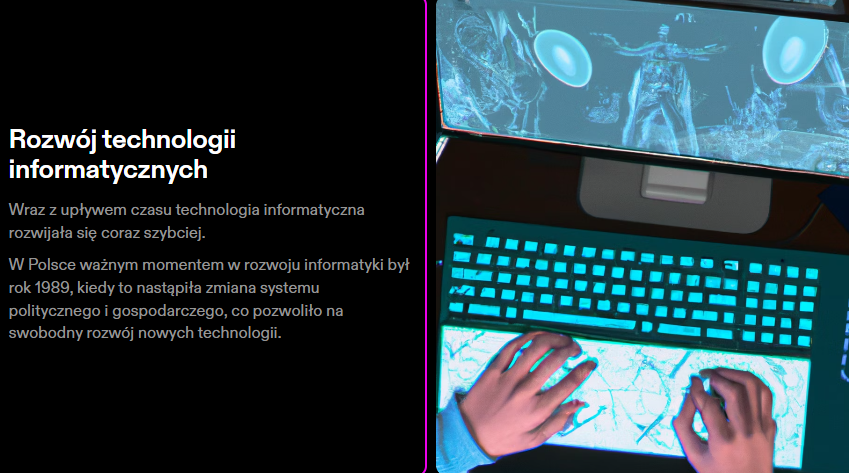 Rozwój technologii
informatycznych
Wraz z upływem czasu technologia informatyczna
rozwijała się coraz szybciej.
W Polsce ważnym momentem w rozwoju informatyki był
rok 1989, kiedy to nastąpiła zmiana systemu
politycznego i gospodarczego, co pozwoliło na
swobodny rozwój nowych technologii.